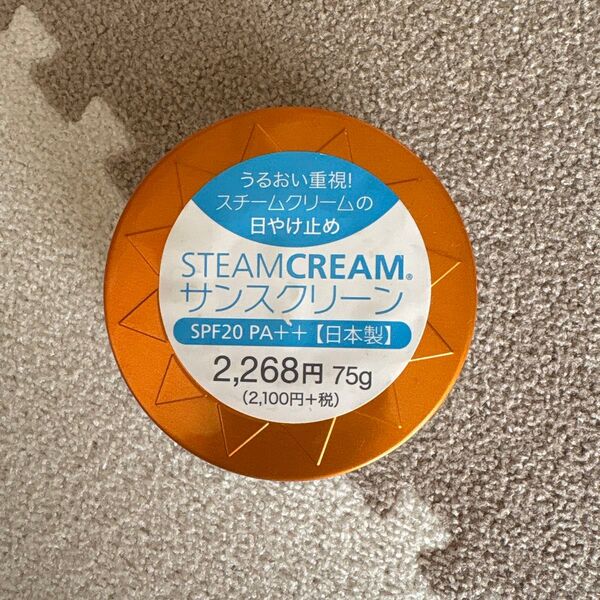 うるおい重視!
スチームクリームの
日やけ止め
STEAMCREAM®
サンスクリーン
SPF20 PA++【日本製】
2,268円 75g
(2,100円+税)